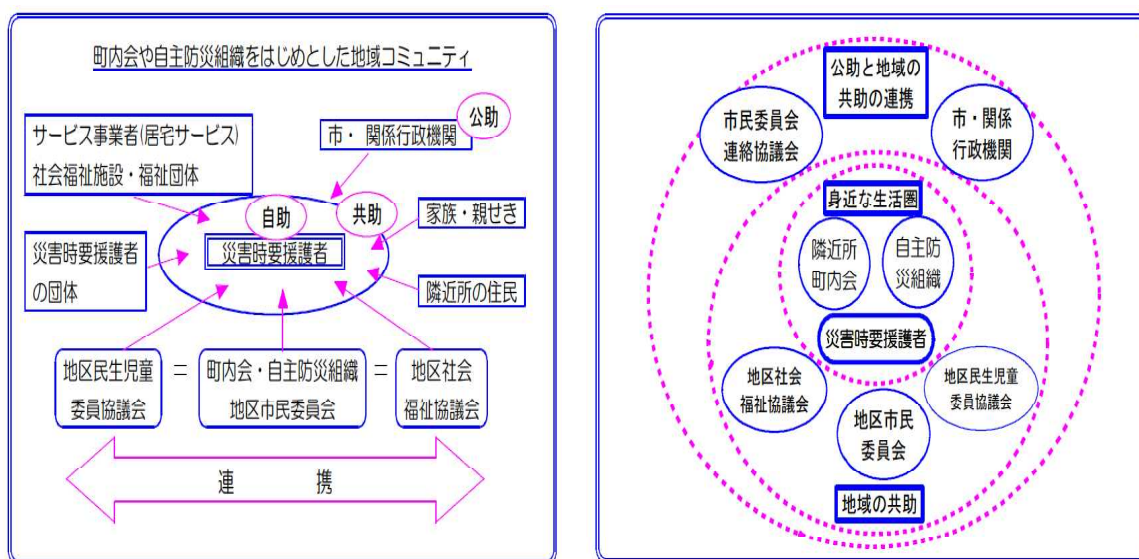 町内会や自主防災組織をはじめとした地域コミュニティ
公助
サービス事業者(居宅サービス)
社会福祉施設・福祉団体
市・ 関係行政機関
自助
共助
家族・親せき
災害時要援護者
災害時要援護者
の団体
隣近所の住民
地区民生児童
委員協議会
=
町内会・自主防災組織
地区市民委員会
=
地区社会
福祉協議会
連 携
公助と地域の
共助の連携
市民委員会
連絡協議会
市・関係
行政機関
身近な生活圏
隣近所
町内会
自主防
災組織
災害時要援護者
地区社会
福祉協議会
地区民生児童
委員協議会
地区市民
委員会
地域の共助